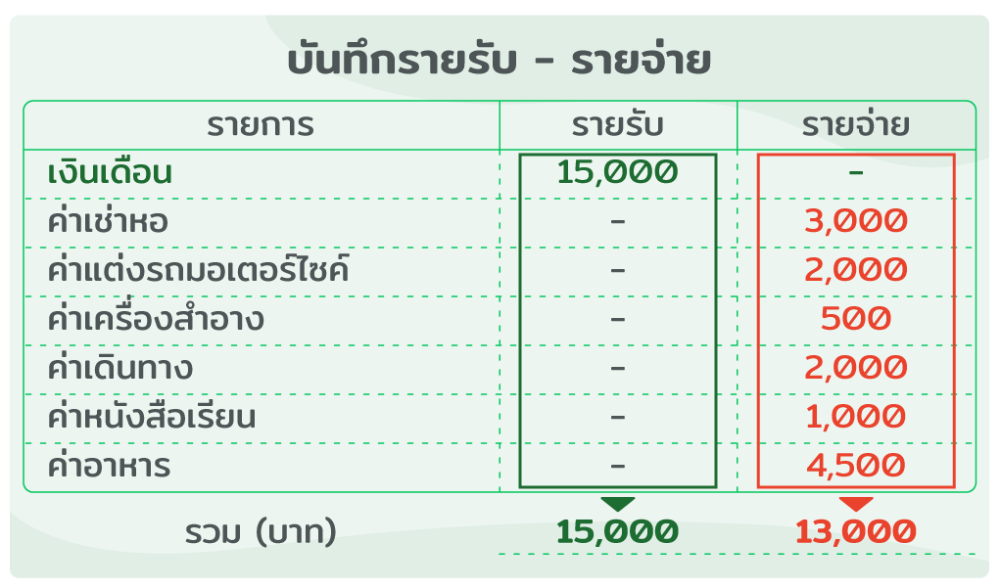 บันทึกรายรับ - รายจ่าย
รายการ รายรับ รายจ่าย
เงินเดือน 15,000 -
ค่าเช่าหอ - 3,000
ค่าแต่งรถมอเตอร์ไซค์ - 2,000
ค่าเครื่องสำอาง - 500
ค่าเดินทาง - 2,000
ค่าหนังสือเรียน - 1,000
ค่าอาหาร - 4,500
รวม (บาท) 15,000 13,000